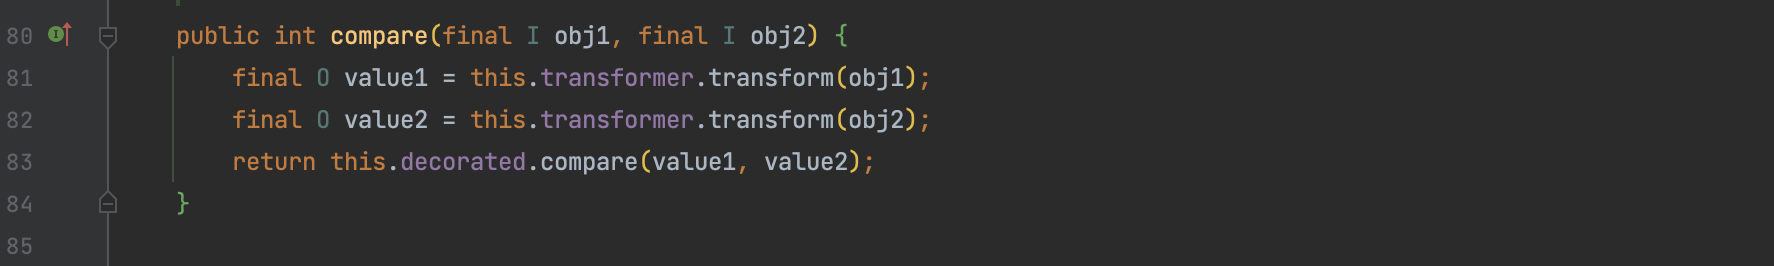 80 public int compare(final I obj1, final I obj2) {
81 final O value1 = this.transformer.transform(obj1);
82 final O value2 = this.transformer.transform(obj2);
83 return this.decorated.compare(value1, value2);
84 }
85